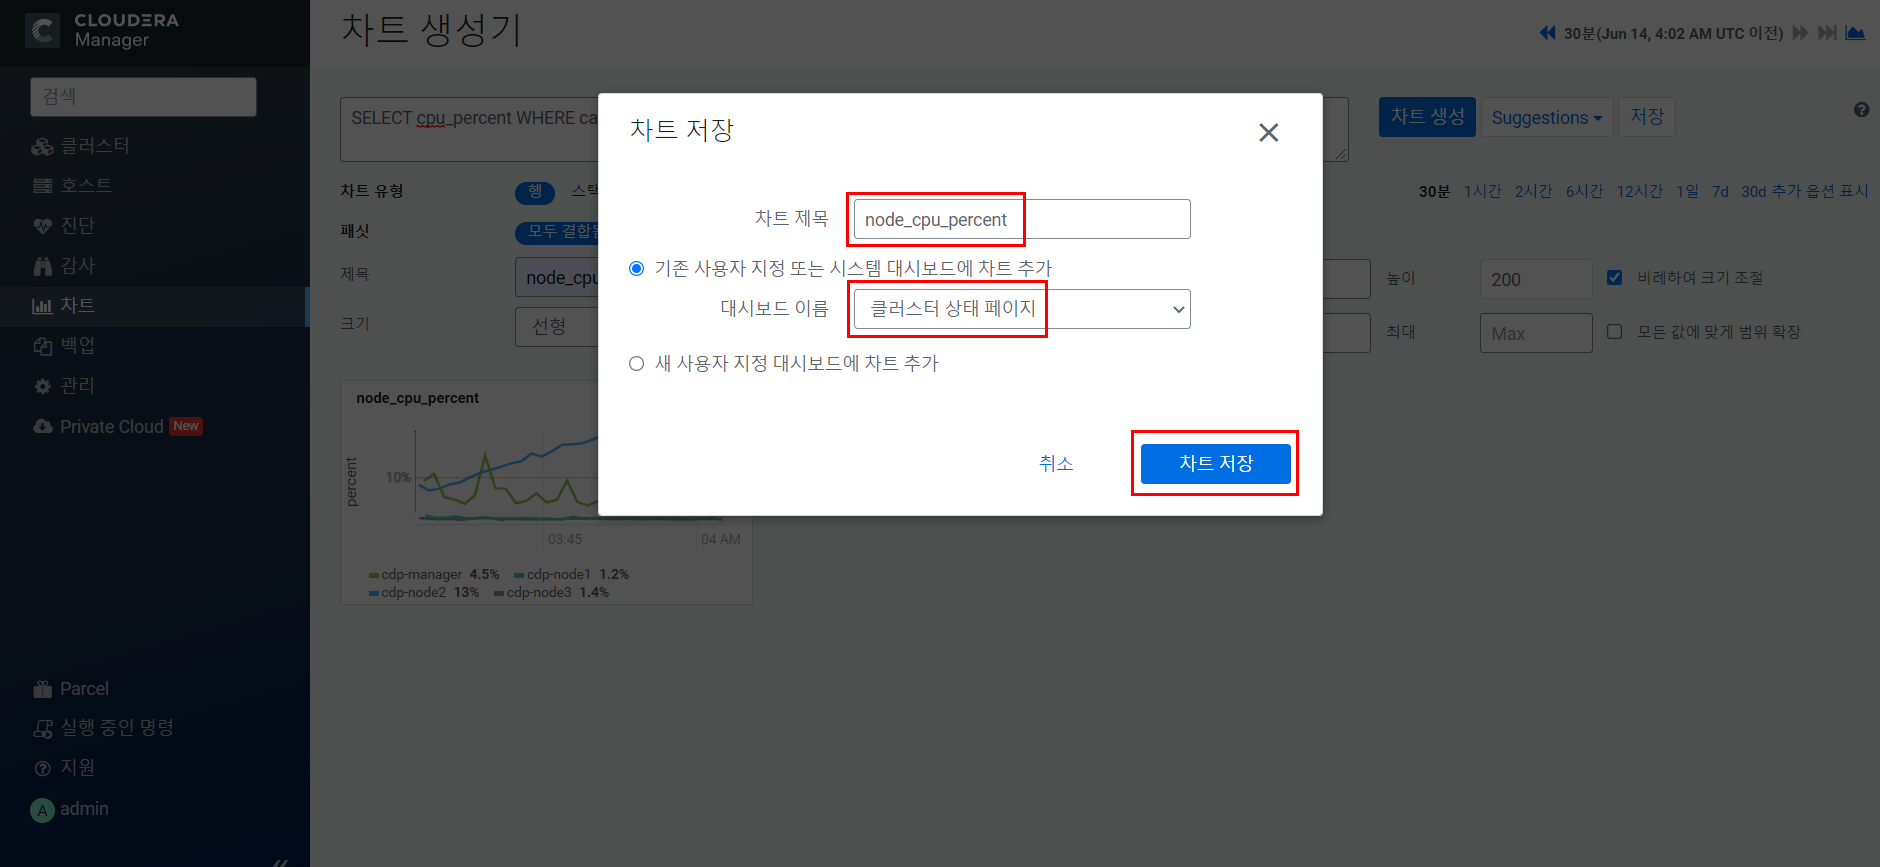 CLOUDERA
Manager
검색
클러스터
호스트
진단
감사
차트
백업
관리
Private Cloud New
Parcel
실행 중인 명령
지원
A admin
차트 생성기
30분(Jun 14, 4:02 AM UTC 이전)
SELECT cpu_percent WHERE ca
차트 생성 Suggestions 저장
차트 유형 행 스택
30분 1시간 2시간 6시간 12시간 1일 7d 30d 추가 옵션 표시
패싯 모두 결합됨
제목 node_cpu
높이 200 비례하여 크기 조절
크기 선형
최대 Max 모든 값에 맞게 범위 확장
node_cpu_percent
percent
10%
03:45 04 AM
cdp-manager 4.5% cdp-node1 1.2%
cdp-node2 13% cdp-node3 1.4%
차트 저장
차트 제목 node_cpu_percent
기존 사용자 지정 또는 시스템 대시보드에 차트 추가
대시보드 이름 클러스터 상태 페이지
새 사용자 지정 대시보드에 차트 추가
취소 차트 저장